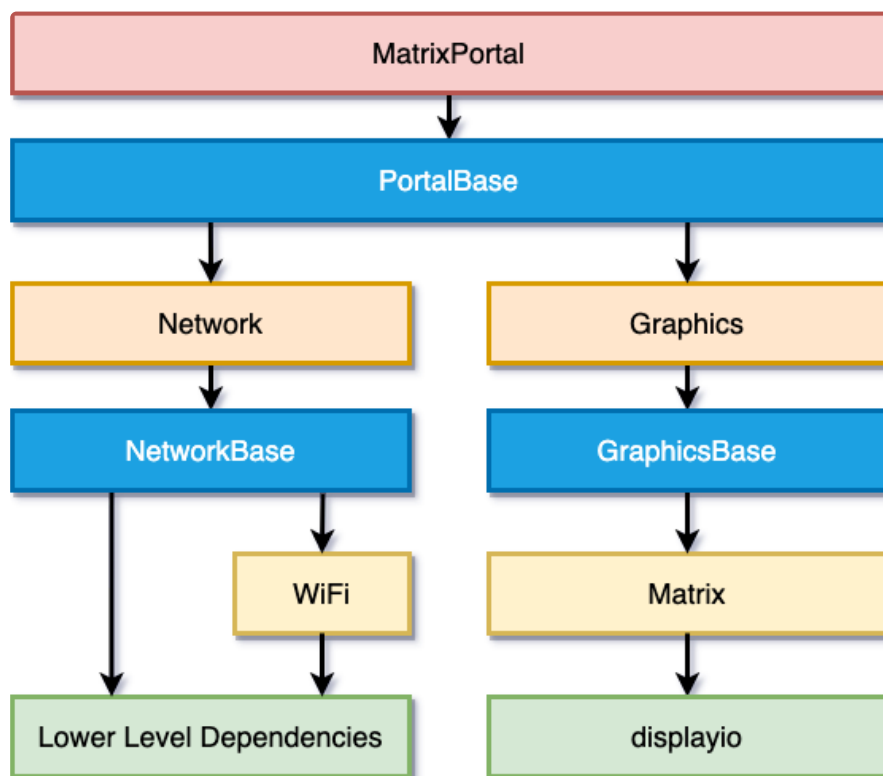 MatrixPortal
PortalBase
Network
Graphics
NetworkBase
GraphicsBase
WiFi
Matrix
Lower Level Dependencies
displayio